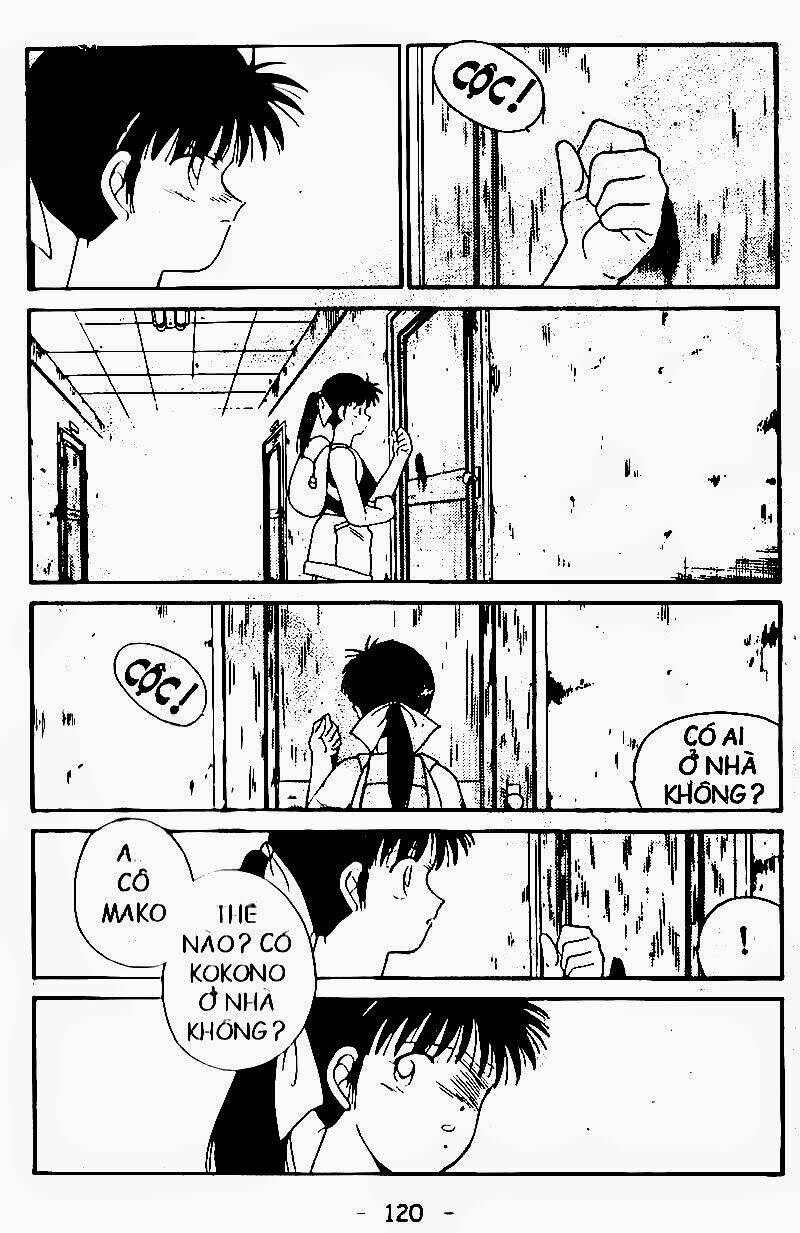 CỘC!
CỘC!
CÓ AI
Ở NHÀ
KHÔNG?
A..
CÔ
MAKO
THẾ
NÀO? CÓ
KOKONO
Ở NHÀ
KHÔNG?
!
- 120 -